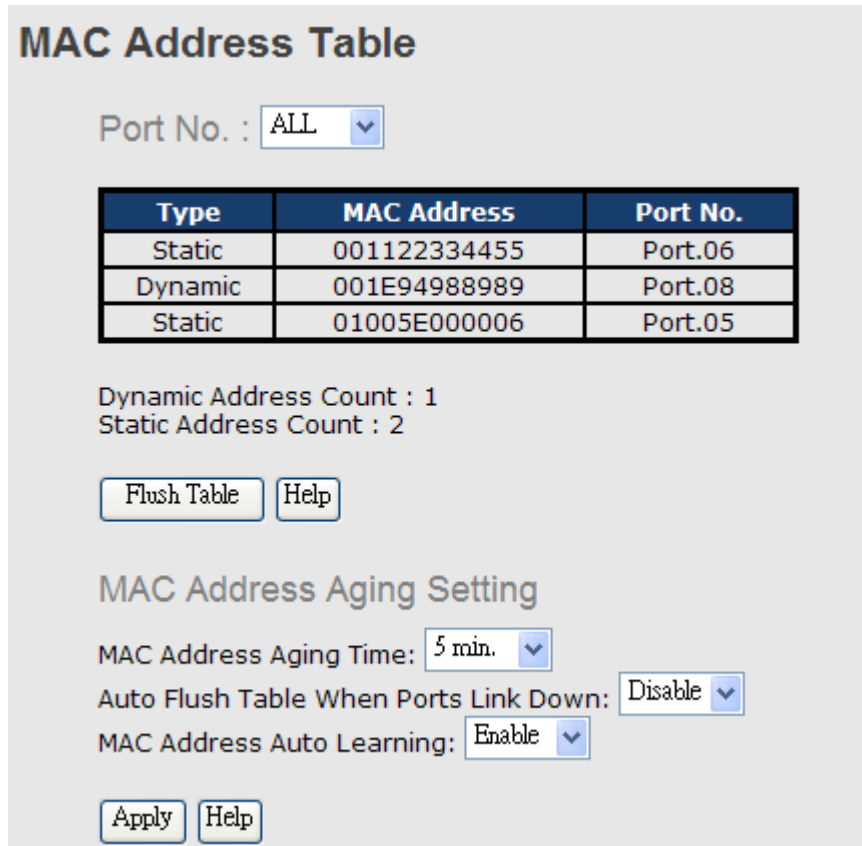 MAC Address Table
Port No. : ALL
Type MAC Address Port No.
Static 001122334455 Port.06
Dynamic 001E94988989 Port.08
Static 01005E000006 Port.05
Dynamic Address Count : 1
Static Address Count : 2
Flush Table Help
MAC Address Aging Setting
MAC Address Aging Time: 5 min.
Auto Flush Table When Ports Link Down: Disable
MAC Address Auto Learning: Enable
Apply Help